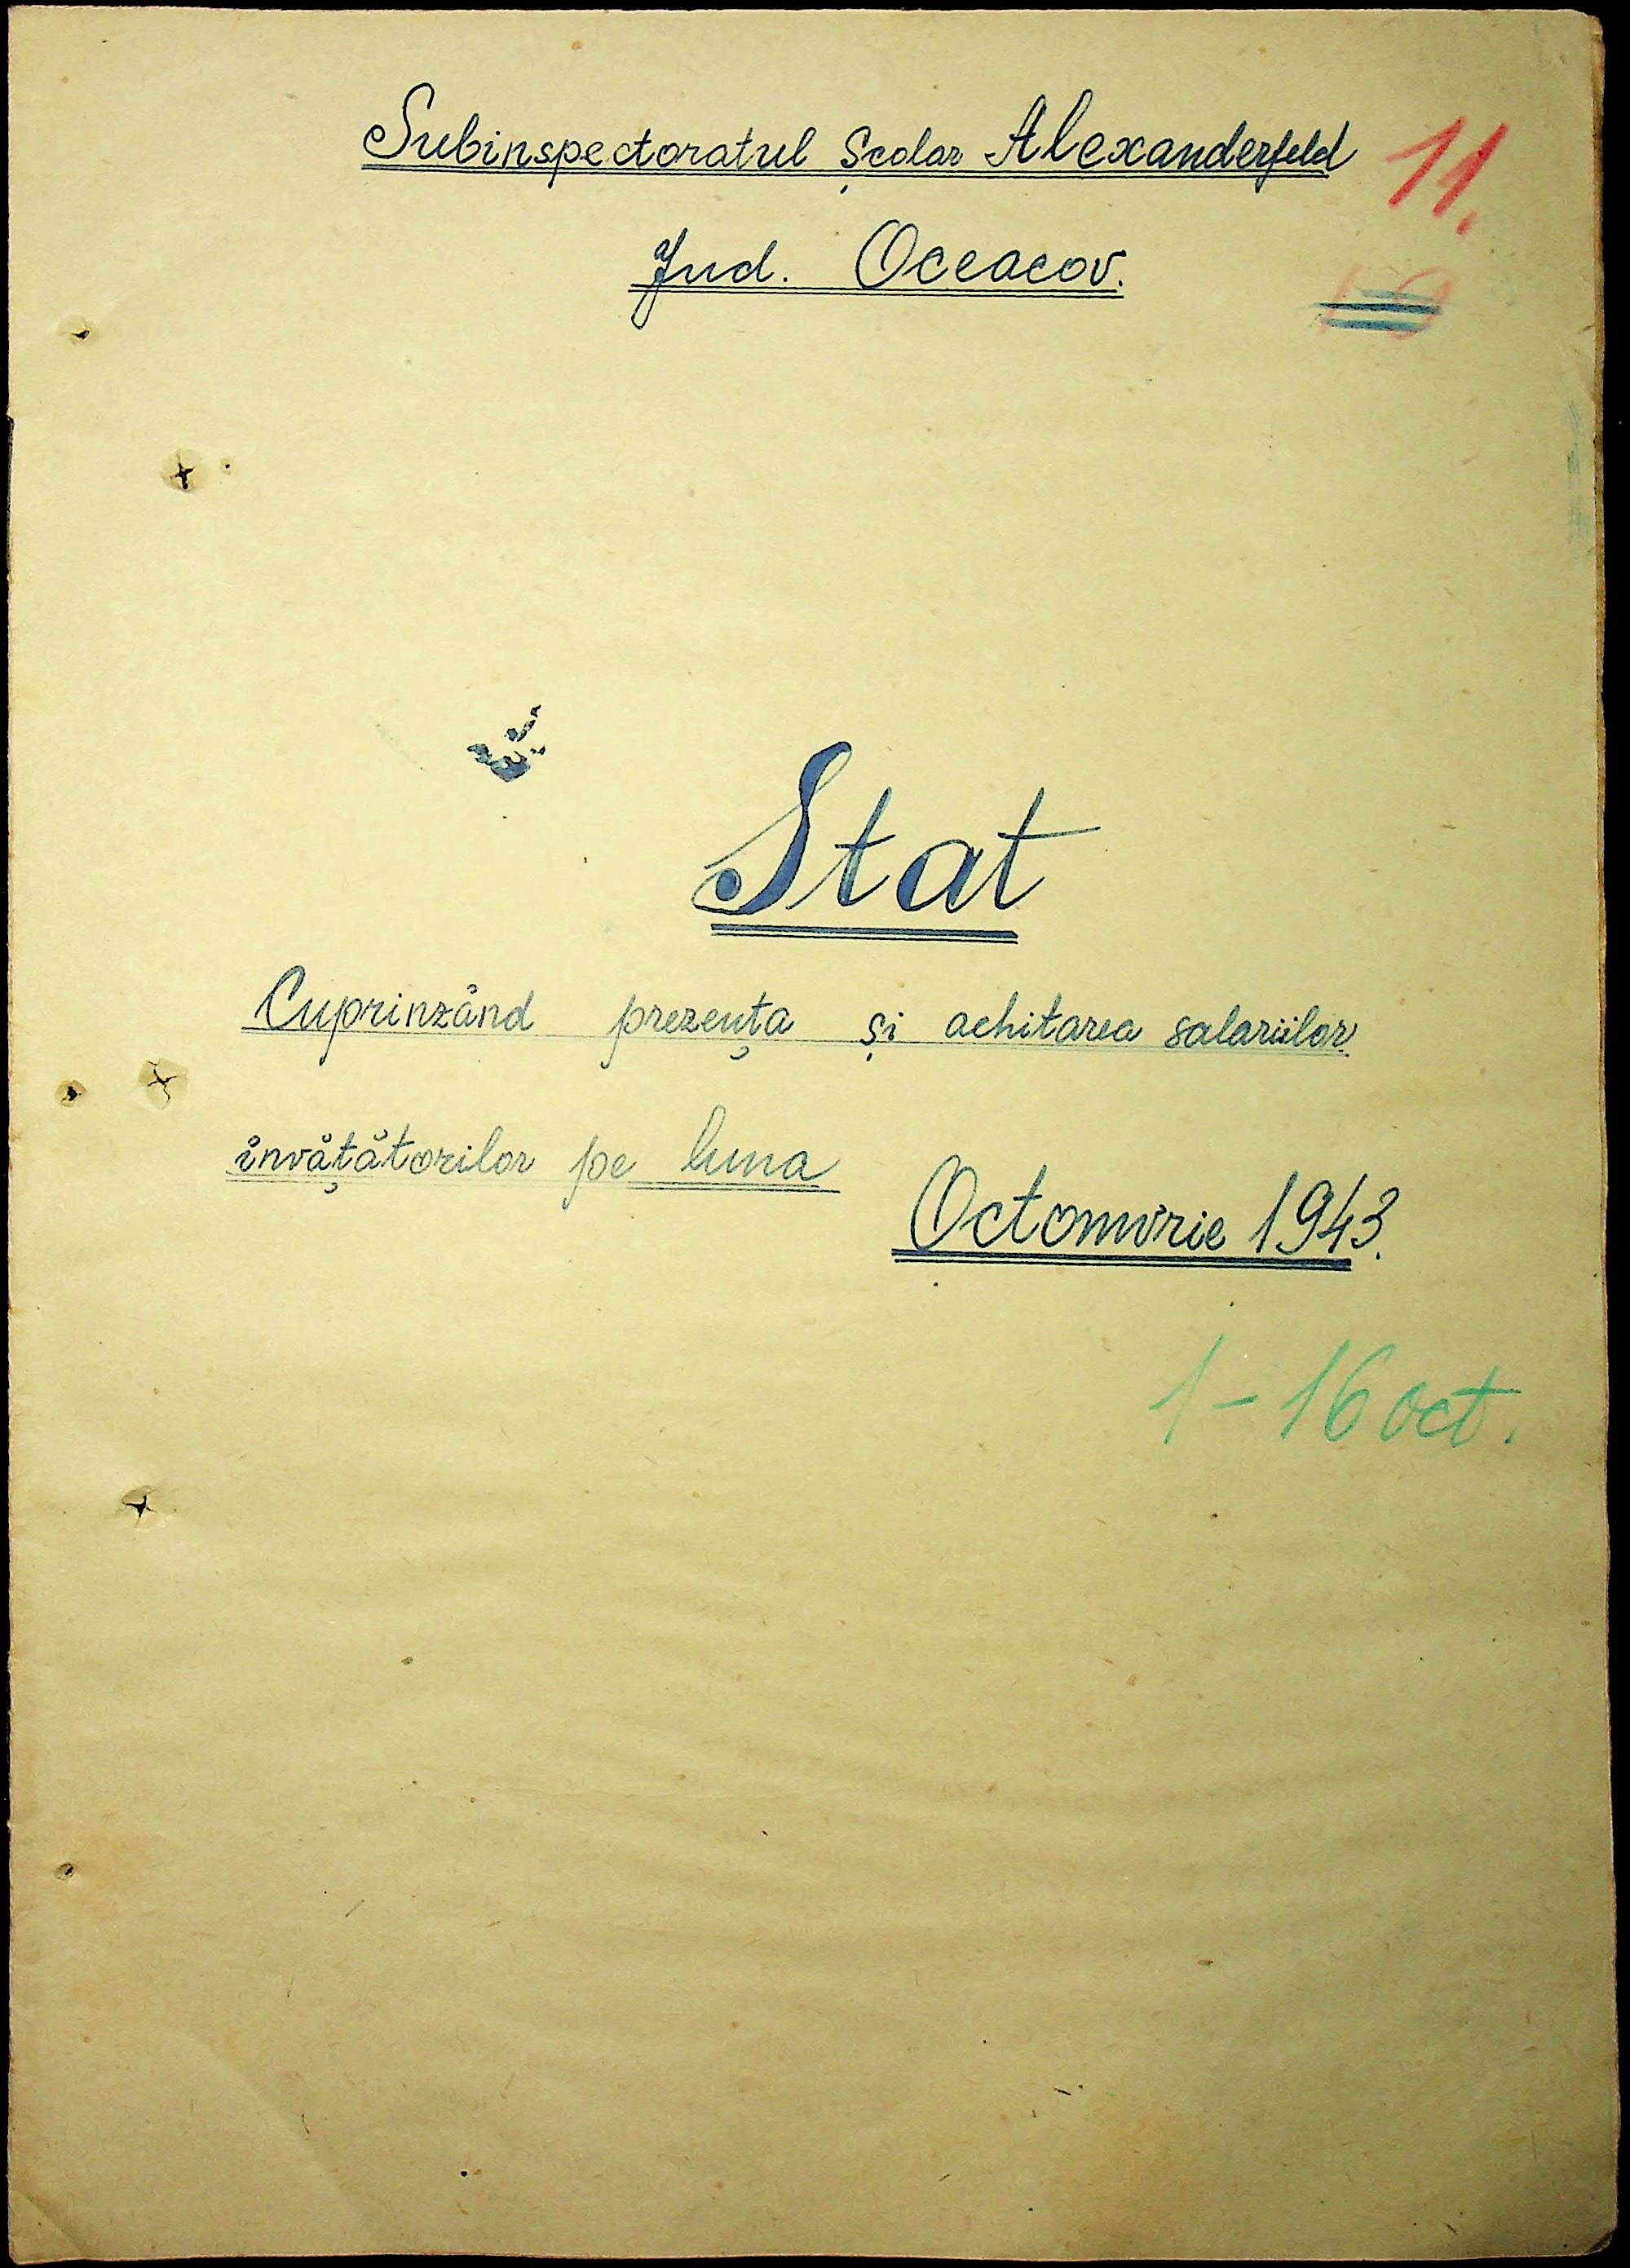 Subinspectoratul Școlar Alexanderfeld
11.
Jud. Oceacov.
Stat
Cuprinzând prezența și achitarea salariilor
învățătorilor pe luna
Octomvrie 1943.
1-16 oct.